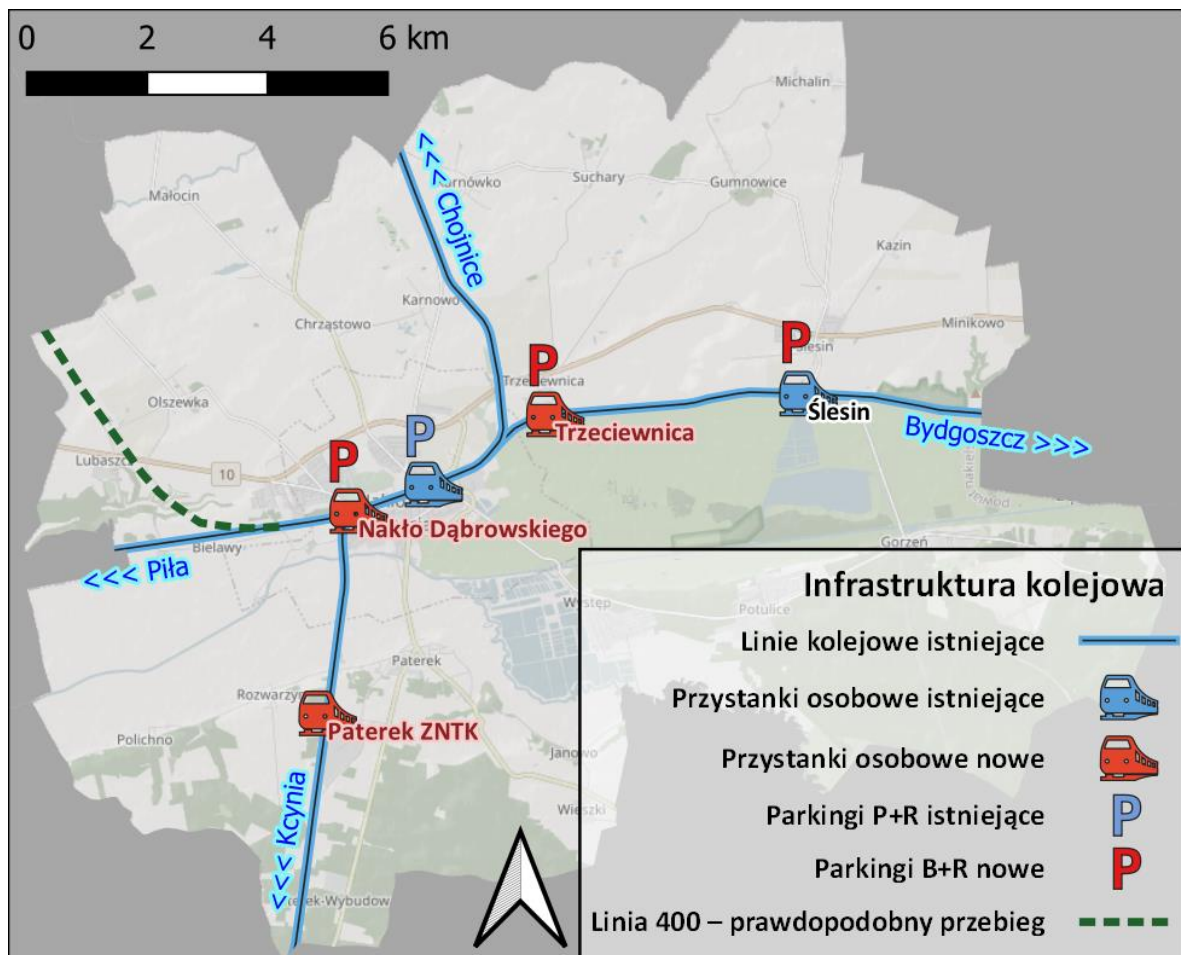 0 2 4 6 km
Michalin
<<< Chojnice
Suchary
Gumnowice
Małocin
Kazin
Karnowo
Chrząstowo
Minikowo
P
P
Trzeciewnica
Olszewka
Ślesin
P
Trzeciewnica
Bydgoszcz >>>
P
10
Nakło Dąbrowskiego
Bielawy
Gorzeń
<<< Piła
Występ
Potulice
Paterek
Paterek ZNTK
Polichno
Janowo
Wieszki
<<< Kcynia
Infrastruktura kolejowa
Linie kolejowe istniejące
Przystanki osobowe istniejące
Przystanki osobowe nowe
Parkingi P+R istniejące P
Parkingi B+R nowe P
Linia 400 – prawdopodobny przebieg